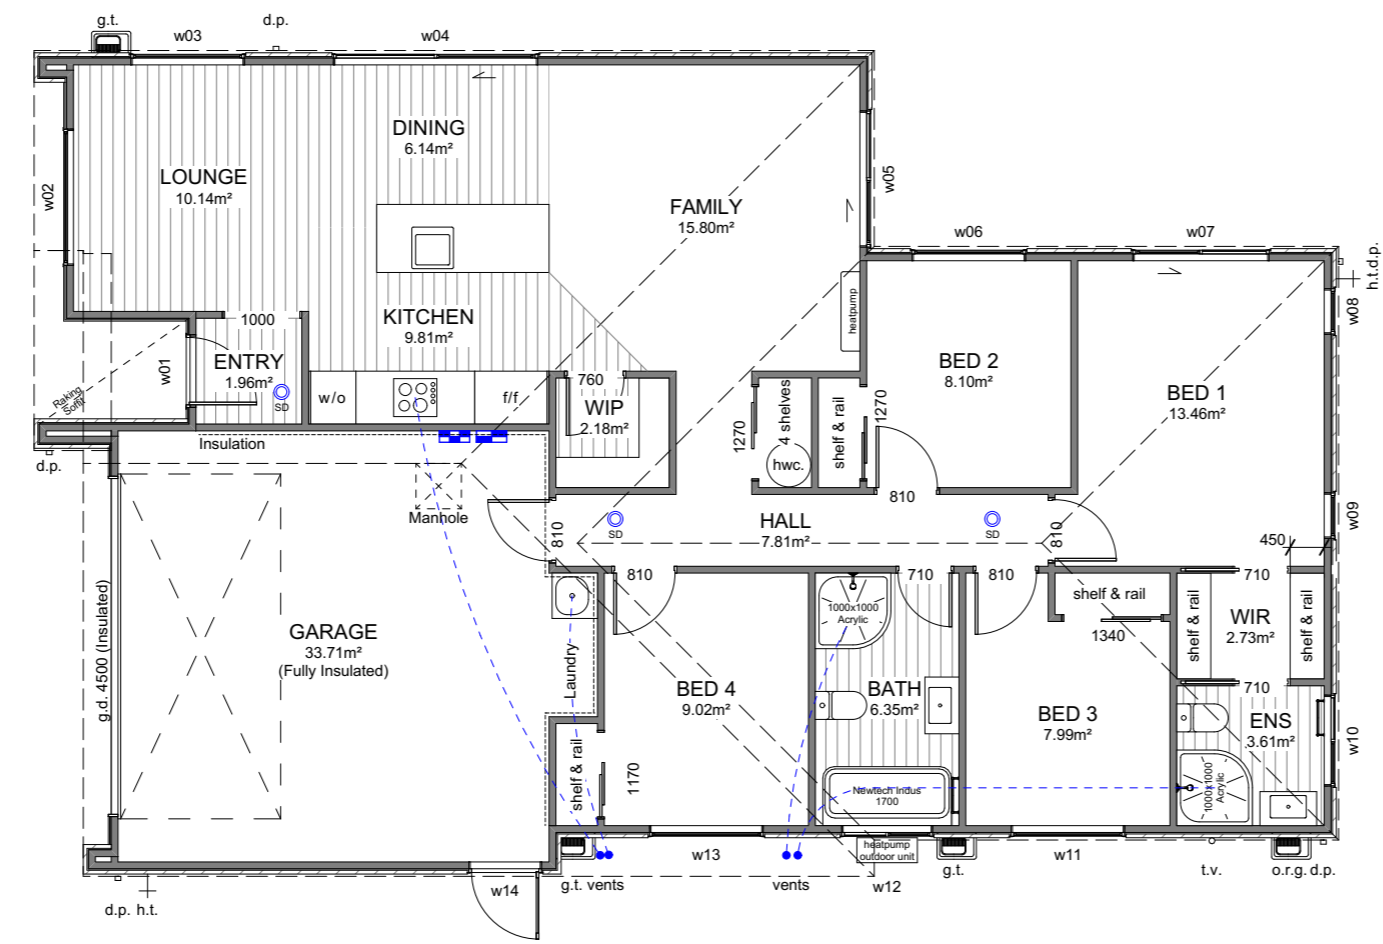 g.t.
d.p.
w03
w04
DINING
6.14m²
LOUNGE
10.14m²
w02
FAMILY
15.80m²
w05
w06
w07
h.t.d.p.
w08
KITCHEN
9.81m²
heatpump
1000
ENTRY
1.96m²
w01
SD
Raking
Soffit
w/o
f/f
760
WIP
2.18m²
1270
4 shelves
hwc.
shelf & rail
1270
BED 2
8.10m²
BED 1
13.46m²
d.p.
Insulation
Manhole
810
SD
HALL
7.81m²
SD
810
810
w09
450
g.d. 4500 (Insulated)
GARAGE
33.71m²
(Fully Insulated)
Laundry
810
1000x1000
Acrylic
710
810
shelf & rail
1340
710
shelf & rail
WIR
2.73m²
shelf & rail
BED 4
9.02m²
BATH
6.35m²
BED 3
7.99m²
710
ENS
3.61m²
w10
shelf & rail
1170
Newtech Indus
1700
1000x1000
Acrylic
heatpump
outdoor unit
w13
w11
w14
g.t.
vents
vents
w12
g.t.
t.v.
o.r.g.
d.p.
d.p.
h.t.